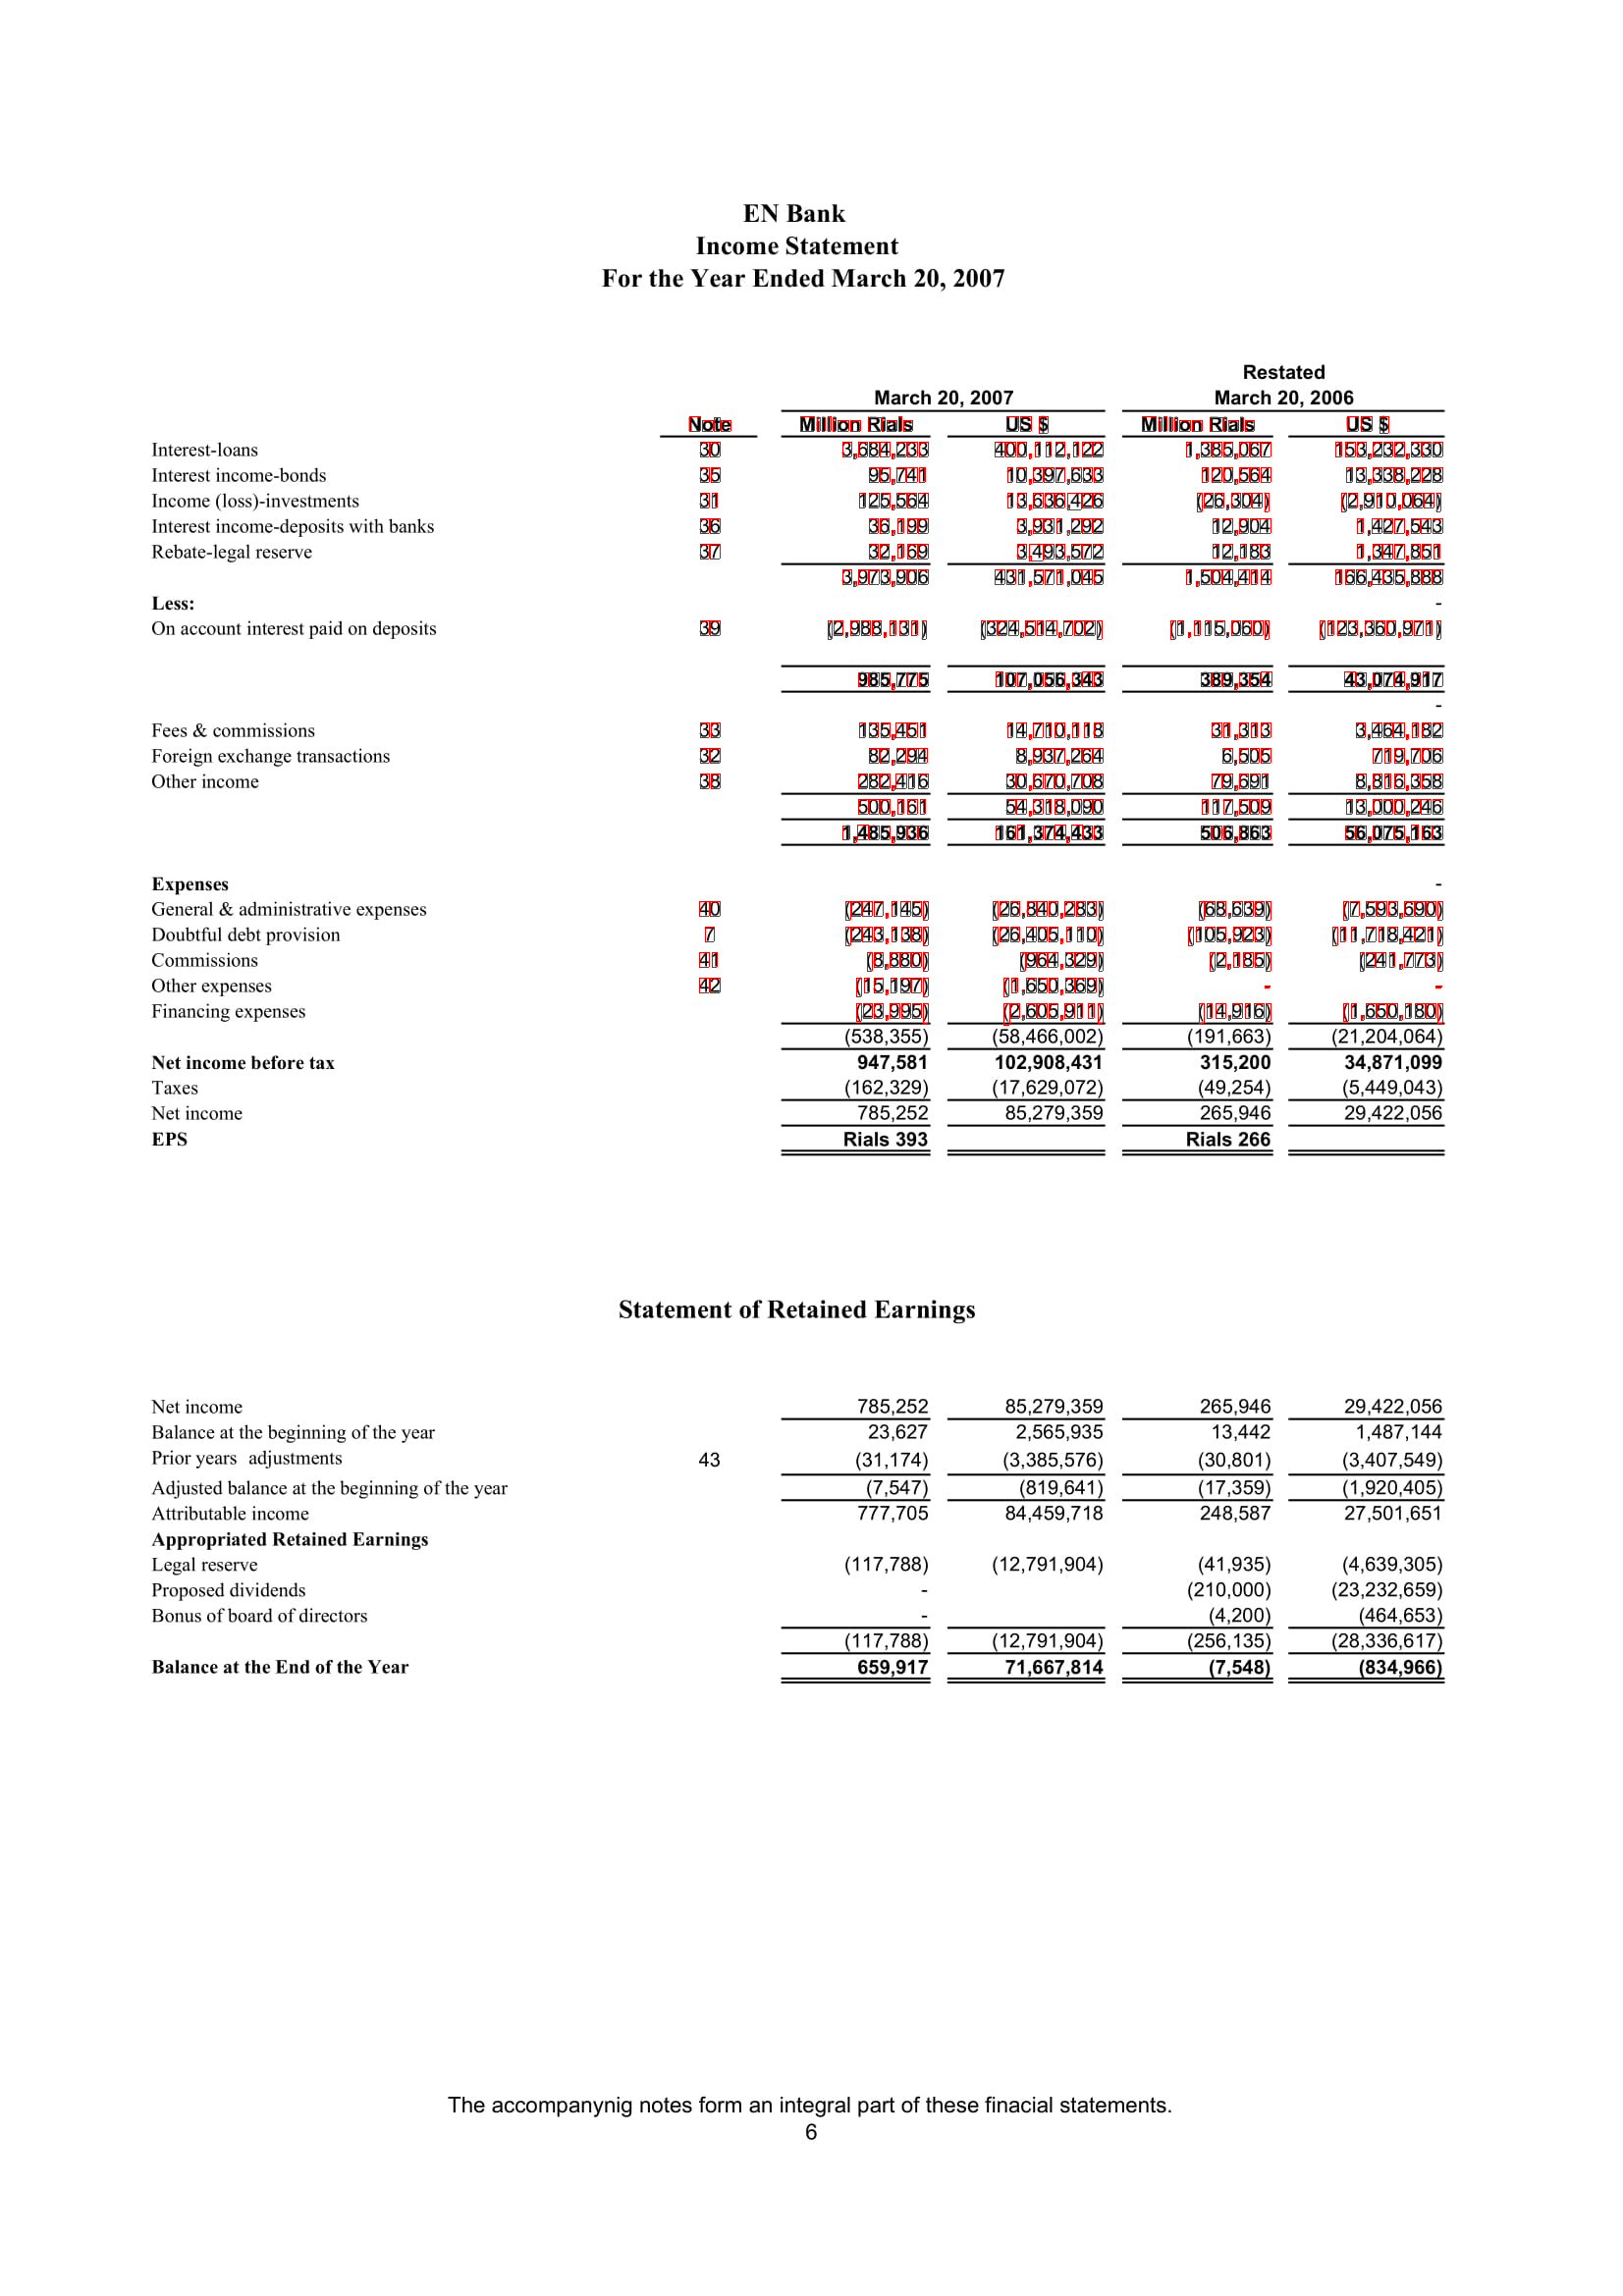 EN Bank
Income Statement
For the Year Ended March 20, 2007
Restated
March 20, 2007 March 20, 2006
Note Million Rials US $ Million Rials US $
Interest-loans 30 3,684,233 400,112,122 1,385,067 153,232,330
Interest income-bonds 35 95,741 10,397,633 120,564 13,338,228
Income (loss)-investments 31 125,564 13,636,426 (26,304) (2,910,064)
Interest income-deposits with banks 36 36,199 3,931,292 12,904 1,427,543
Rebate-legal reserve 37 32,169 3,493,572 12,183 1,347,851
3,973,906 431,571,045 1,504,414 166,435,888
Less: -
On account interest paid on deposits 39 (2,988,131) (324,514,702) (1,115,060) (123,360,971)
985,775 107,056,343 389,354 43,074,917
-
Fees & commissions 33 135,451 14,710,118 31,313 3,464,182
Foreign exchange transactions 32 82,294 8,937,264 6,505 719,706
Other income 38 282,416 30,670,708 79,691 8,816,358
500,161 54,318,090 117,509 13,000,246
1,485,936 161,374,433 506,863 56,075,163
Expenses -
General & administrative expenses 40 (247,145) (26,840,283) (68,639) (7,593,690)
Doubtful debt provision 7 (243,138) (26,405,110) (105,923) (11,718,421)
Commissions 41 (8,880) (964,329) (2,185) (241,773)
Other expenses 42 (15,197) (1,650,369) - -
Financing expenses (23,995) (2,605,911) (14,916) (1,650,180)
(538,355) (58,466,002) (191,663) (21,204,064)
Net income before tax 947,581 102,908,431 315,200 34,871,099
Taxes (162,329) (17,629,072) (49,254) (5,449,043)
Net income 785,252 85,279,359 265,946 29,422,056
EPS Rials 393 Rials 266
Statement of Retained Earnings
Net income 785,252 85,279,359 265,946 29,422,056
Balance at the beginning of the year 23,627 2,565,935 13,442 1,487,144
Prior years adjustments 43 (31,174) (3,385,576) (30,801) (3,407,549)
Adjusted balance at the beginning of the year (7,547) (819,641) (17,359) (1,920,405)
Attributable income 777,705 84,459,718 248,587 27,501,651
Appropriated Retained Earnings
Legal reserve (117,788) (12,791,904) (41,935) (4,639,305)
Proposed dividends - (210,000) (23,232,659)
Bonus of board of directors - (4,200) (464,653)
(117,788) (12,791,904) (256,135) (28,336,617)
Balance at the End of the Year 659,917 71,667,814 (7,548) (834,966)
The accompanynig notes form an integral part of these finacial statements.
6